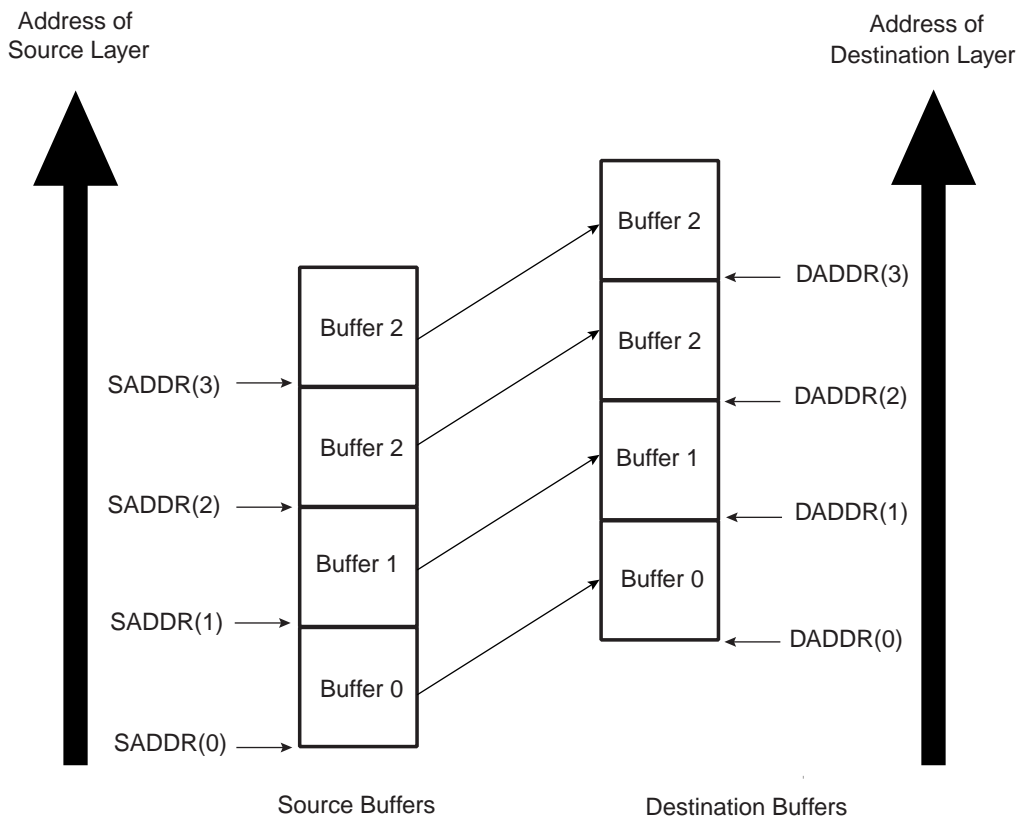 Address of
Source Layer
Address of
Destination Layer
Buffer 2
Buffer 2
DADDR(3)
Buffer 2
Buffer 2
SADDR(3)
DADDR(2)
Buffer 2
Buffer 1
SADDR(2)
DADDR(1)
Buffer 1
Buffer 0
SADDR(1)
DADDR(0)
Buffer 0
SADDR(0)
Source Buffers
Destination Buffers